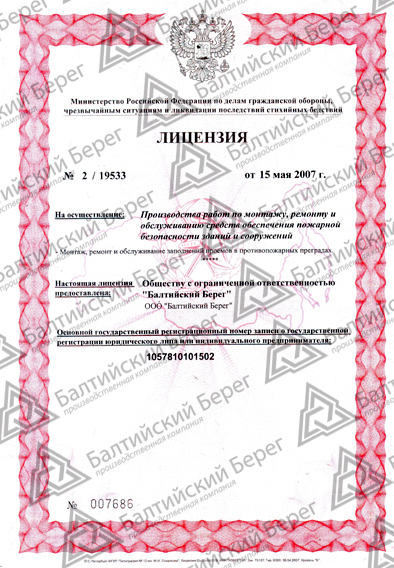 Министерство Российской Федерации по делам гражданской обороны,
чрезвычайным ситуациям и ликвидации последствий стихийных бедствий
ЛИЦЕНЗИЯ
№ 2 / 19533
от 15 мая 2007 г.
На осуществление:
Производства работ по монтажу, ремонту и
обслуживанию средств обеспечения пожарной
безопасности зданий и сооружений
- Монтаж, ремонт и обслуживание заполнений проемов в противопожарных преградах.
*****
Настоящая лицензия
предоставлена:
Обществу с ограниченной ответственностью
"Балтийский Берег"
ООО "Балтийский Берег"
Основной государственный регистрационный номер записи о государственной
регистрации юридического лица или индивидуального предпринимателя:
1057810101502
№ 007686
Балтийский Берег
производственная компания